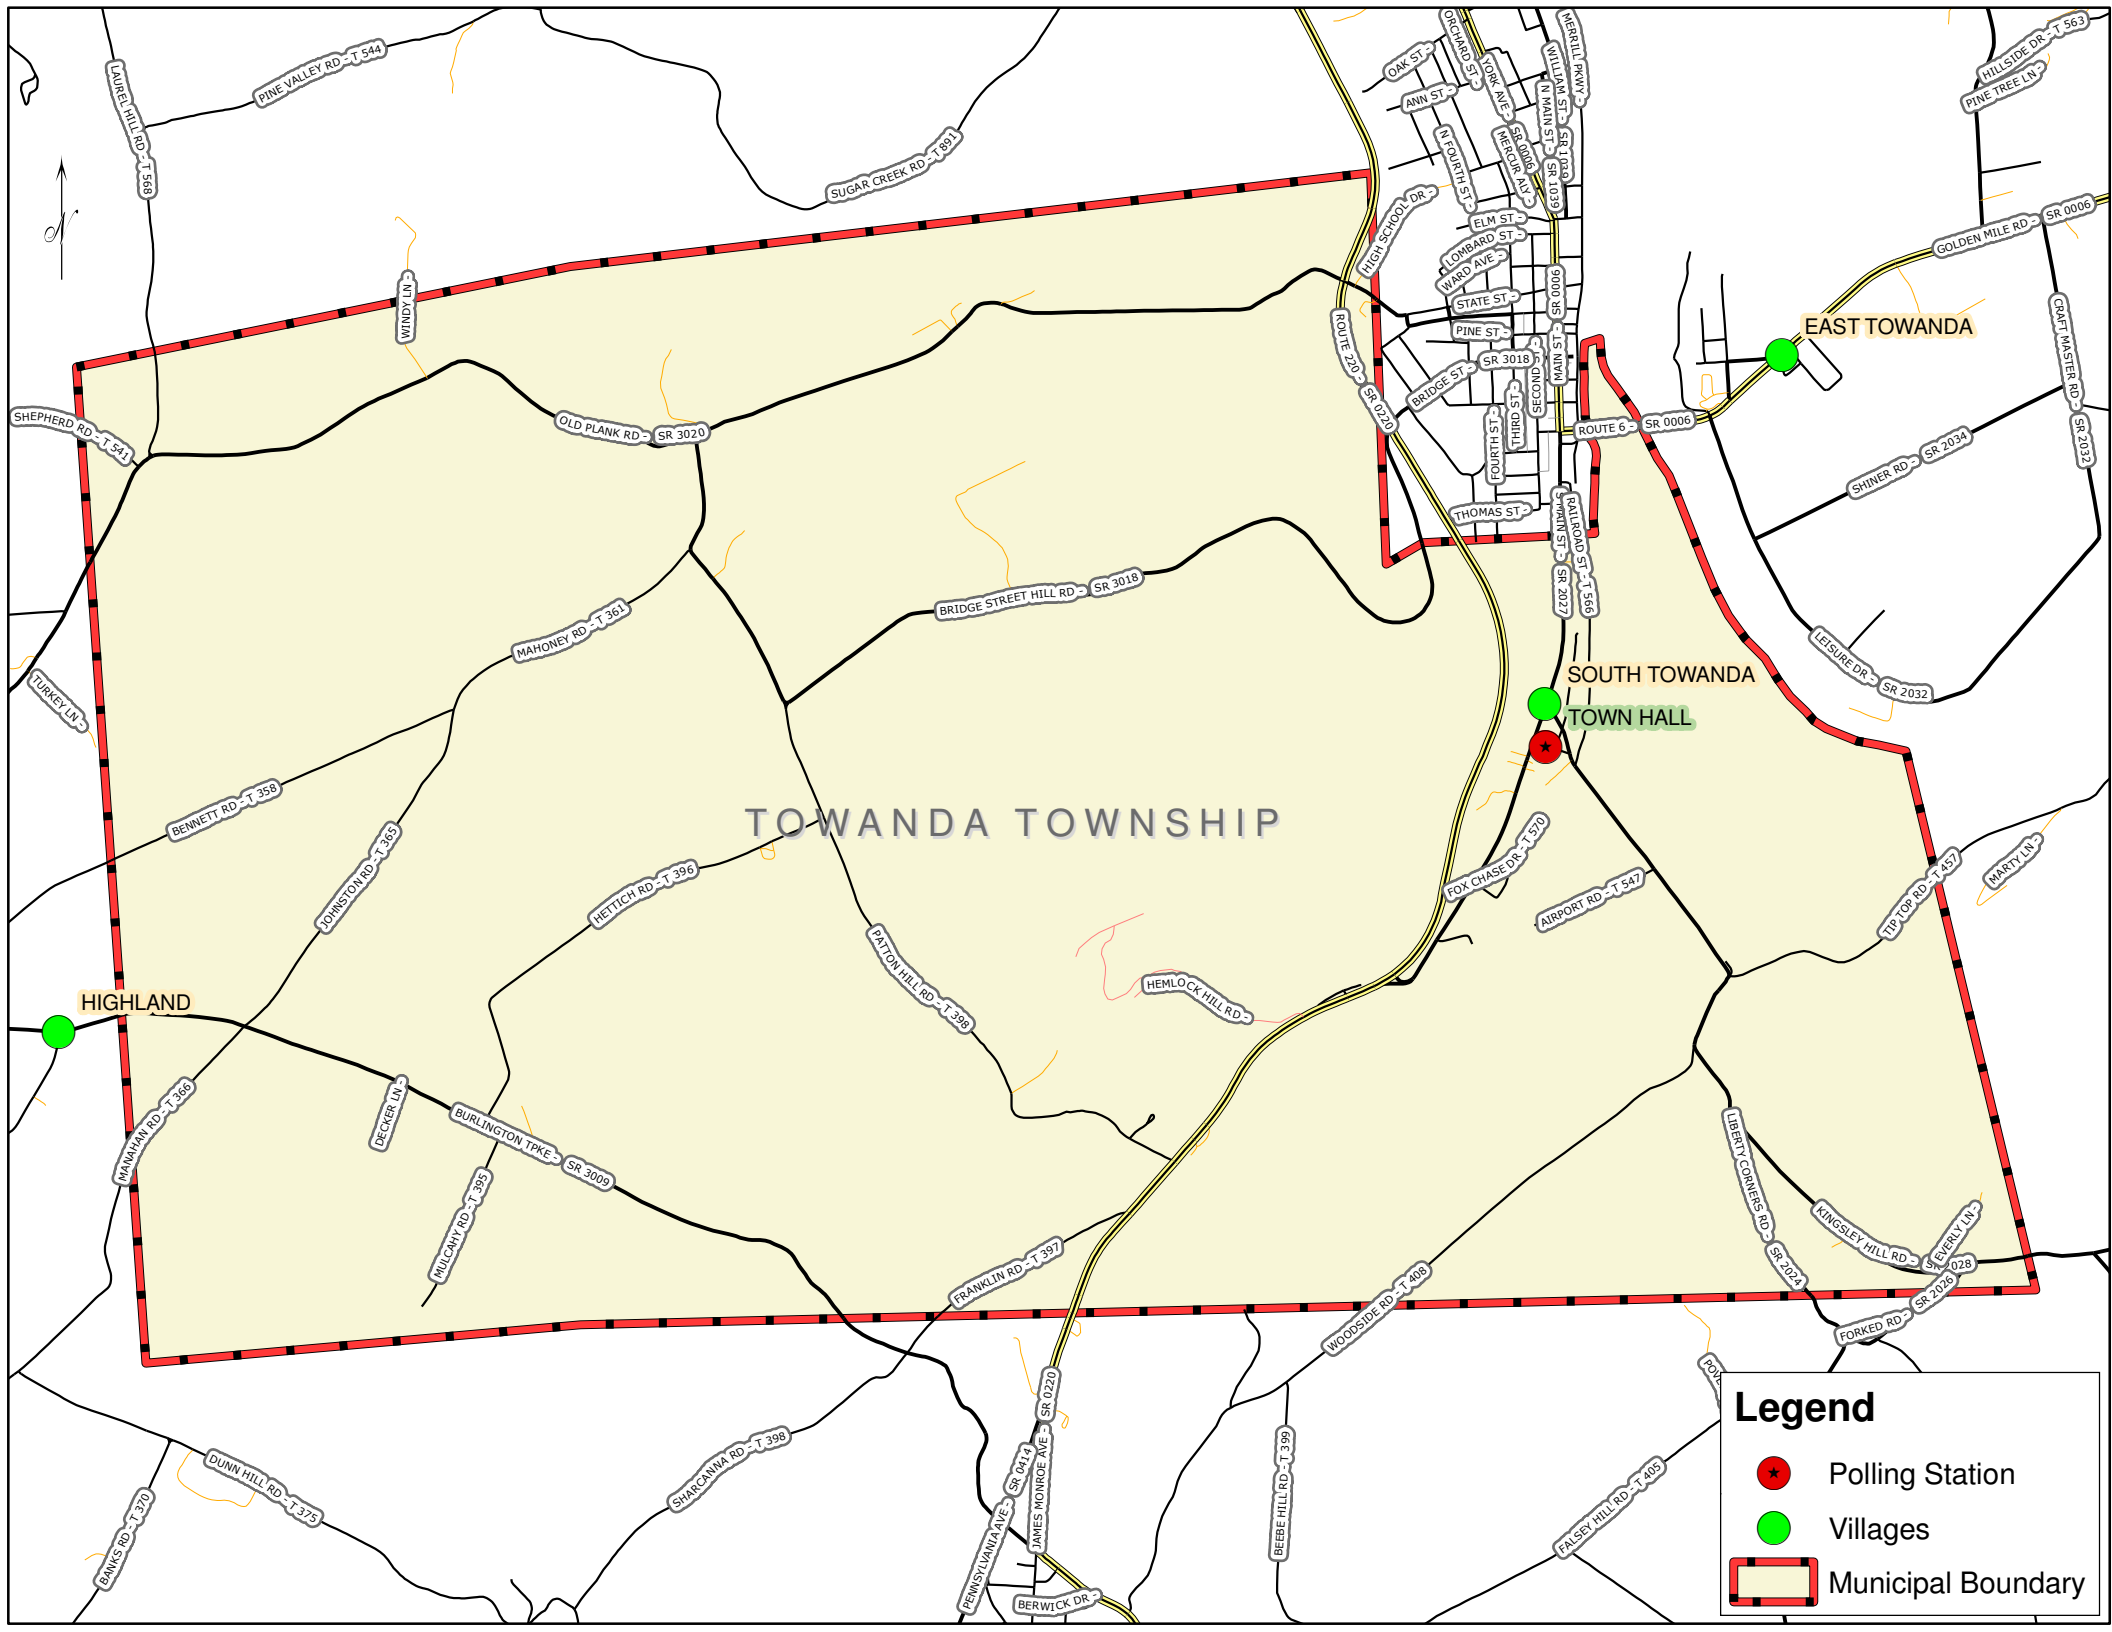 LAUREL HILL RD - T 568
PINE VALLEY RD - T 544
SUGAR CREEK RD - T 891
ORCHARD ST -
OAK ST -
ANN ST -
YORK AVE -
SR 0006
WILLIAM ST -
MERRILL PKWY -
N MAIN ST -
SR 1039
SR 1039
MERCUR ALY -
N FOURTH ST -
HIGH SCHOOL DR -
ELM ST -
LOMBARD ST -
WARD AVE -
STATE ST -
PINE ST -
SR 0006
MAIN ST -
SR 3018
BRIDGE ST -
THIRD ST -
FOURTH ST -
THOMAS ST -
S MAIN ST -
SR 2027
RAILROAD ST - T 566
ROUTE 220 -
SR 0220
ROUTE 6 -
SR 0006
HILLSIDE DR - T 563
PINE TREE LN -
GOLDEN MILE RD -
SR 0006
EAST TOWANDA
CRAFTMASTER RD -
SR 2032
SHINER RD -
SR 2034
LEISURE DR -
SR 2032
N
WINDY LN -
SHEPHERD RD - T 541
OLD PLANK RD -
SR 3020
BRIDGE STREET HILL RD -
SR 3018
MAHONEY RD - T 361
TURKEY LN -
SOUTH TOWANDA
TOWN HALL
BENNETT RD - T 358
JOHNSTON RD - T 365
TOWANDA TOWNSHIP
HETTICH RD - T 396
PATTON HILL RD - T 398
FOX CHASE DR - T 570
AIRPORT RD - T 547
TIP TOP RD - T 457
MARTY LN -
HEMLOCK HILL RD -
HIGHLAND
MANAHAN RD - T 366
DECKER LN -
BURLINGTON TPKE -
SR 3009
MULCAHY RD - T 395
FRANKLIN RD - T 397
WOODSIDE RD - T 408
LIBERTY CORNERS RD -
SR 2024
KINGSLEY HILL RD -
EVERLY LN -
SR 2026
FORKED RD -
DUNN HILL RD - T 375
BANKS RD - T 370
SHARCANNA RD - T 398
SR 0220
JAMES MONROE AVE -
SR 0414
PENNSYLVANIA AVE -
BERWICK DR -
BEEBE HILL RD - T 399
FALSEY HILL RD - T 405
Legend
Polling Station
Villages
Municipal Boundary